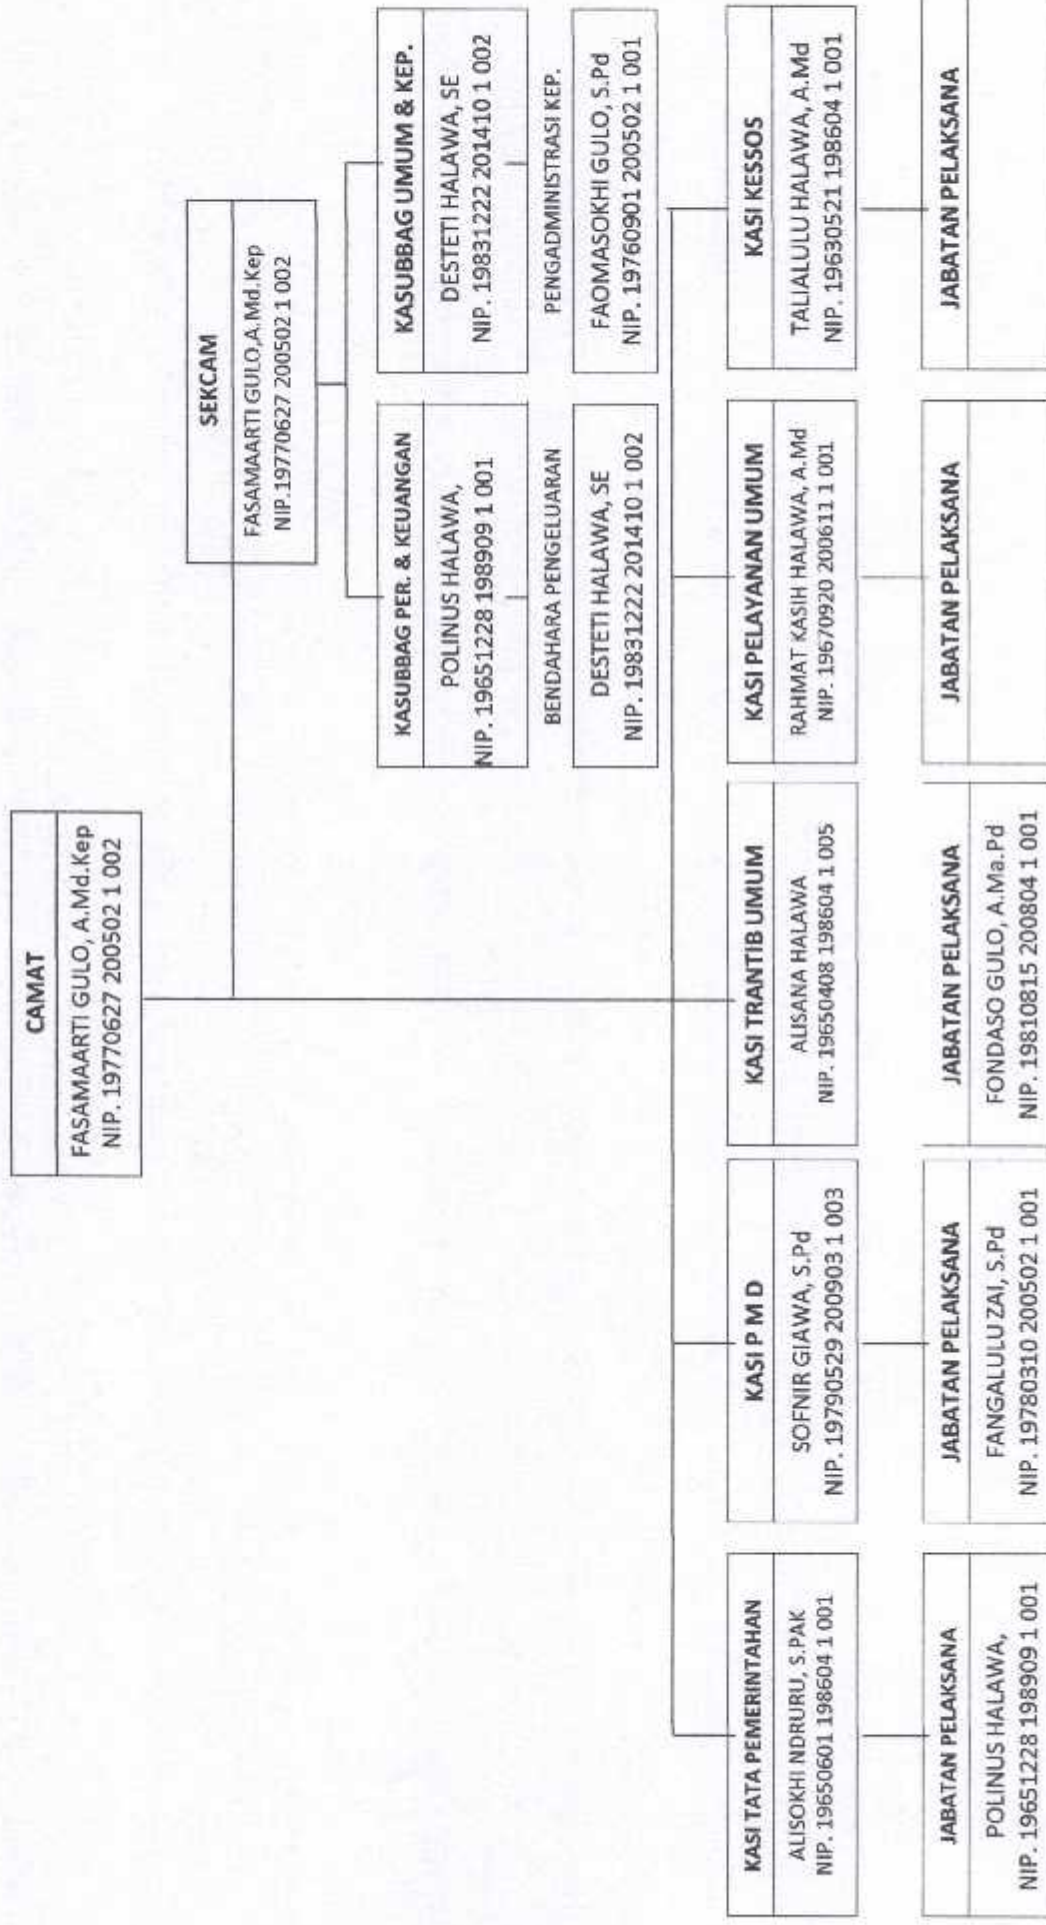 CAMAT
FASAMAARTI GULO, A.Md.Kep
NIP. 19770627 200502 1 002
SEKCAM
FASAMAARTI GULO,A.Md.Kep
NIP.19770627 200502 1 002
KASUBBAG PER. & KEUANGAN
POLINUS HALAWA,
NIP. 19651228 198909 1 001
BENDAHARA PENGELUARAN
DESTETI HALAWA, SE
NIP. 19831222 201410 1 002
KASUBBAG UMUM & KEP.
DESTETI HALAWA, SE
NIP. 19831222 201410 1 002
PENGADMINISTRASI KEP.
FAOMASOKHI GULO, S.Pd
NIP. 19760901 200502 1 001
KASI TATA PEMERINTAHAN
ALISOKHI NDRURU, S.PAK
NIP. 19650601 198604 1 001
KASI P M D
SOFNIR GIAWA, S.Pd
NIP. 19790529 200903 1 003
KASI TRANTIB UMUM
ALISANA HALAWA
NIP. 19650408 198604 1 005
KASI PELAYANAN UMUM
RAHMAT KASIH HALAWA, A.Md
NIP. 19670920 200611 1 001
KASI KESSOS
TALIALULU HALAWA, A.Md
NIP. 19630521 198604 1 001
JABATAN PELAKSANA
POLINUS HALAWA,
NIP. 19651228 198909 1 001
JABATAN PELAKSANA
FANGALULU ZAI, S.Pd
NIP. 19780310 200502 1 001
JABATAN PELAKSANA
FONDASO GULO, A.Ma.Pd
NIP. 19810815 200804 1 001
JABATAN PELAKSANA
JABATAN PELAKSANA